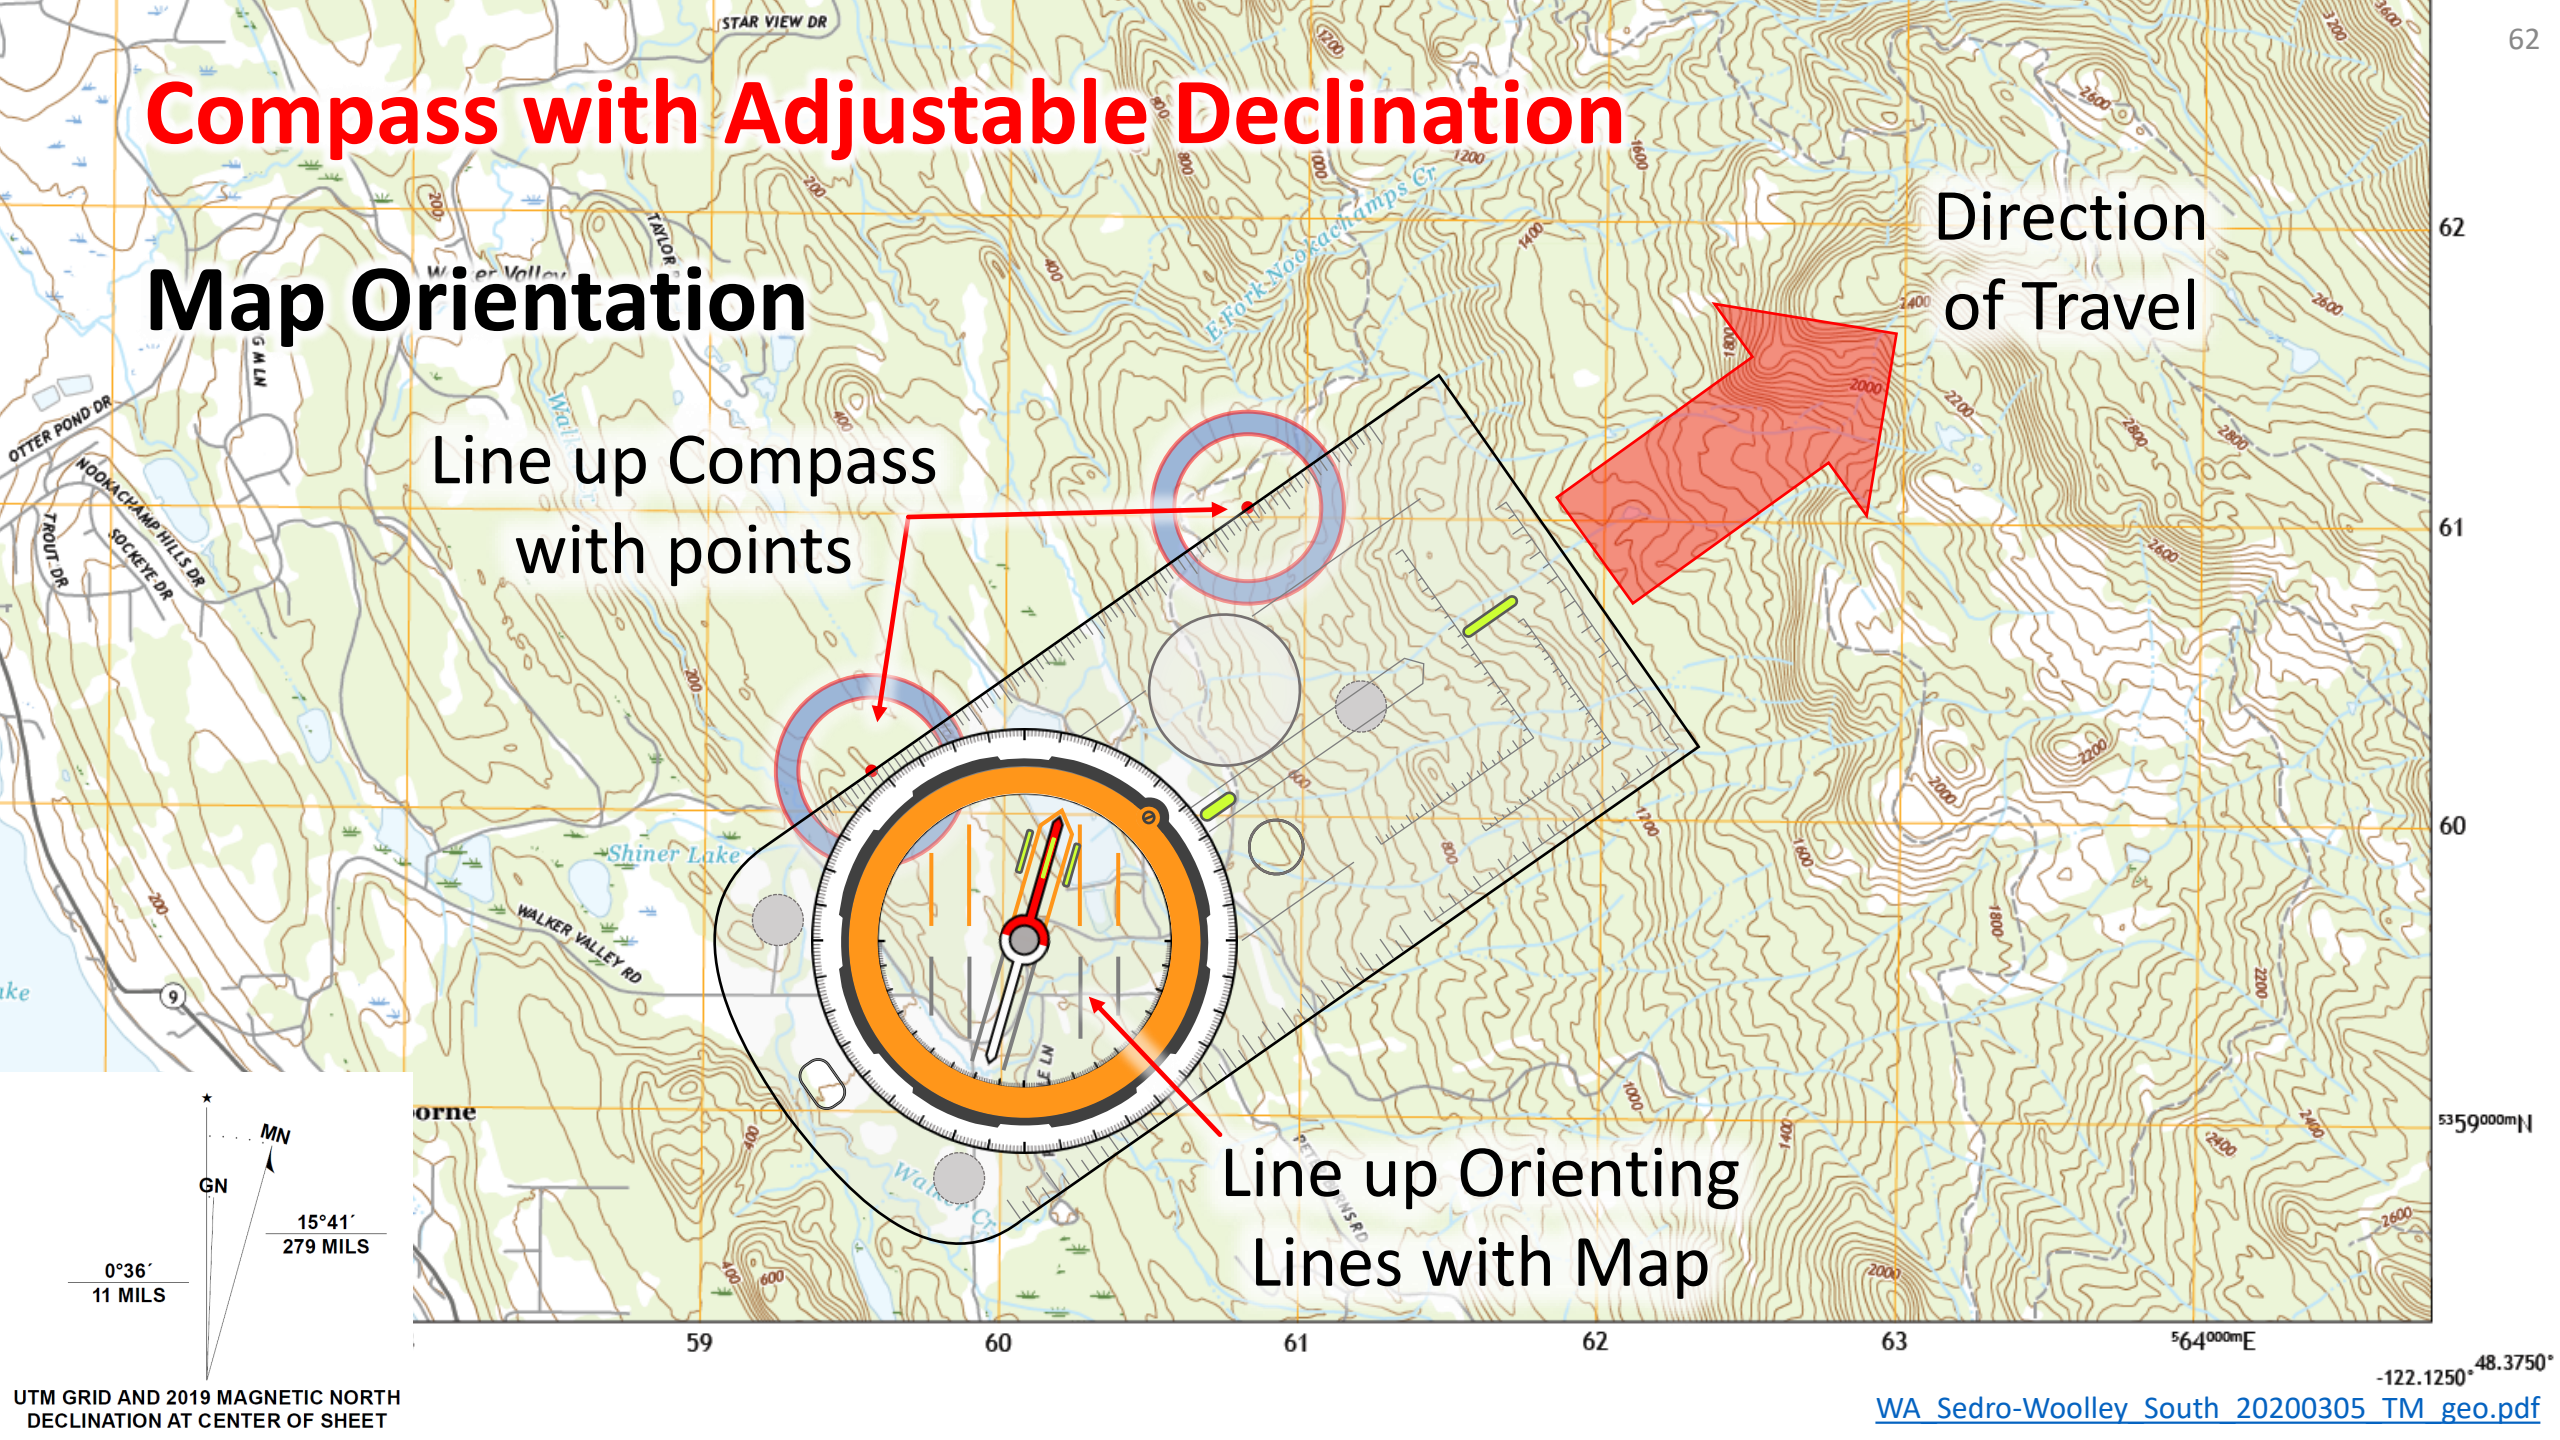 62
STAR VIEW DR
Compass with Adjustable Declination
Direction
of Travel
Map Orientation
Line up Compass
with points
Line up Orienting
Lines with Map
E Fork Nookachamps Cr
OTTER POND DR
NOOKACHAMP HILLS DR
SOCKEYE DR
TROUT DR
Shiner Lake
WALKER VALLEY RD
9
62
61
60
5359000mN
59
60
61
62
63
564000mE
48.3750°
-122.1250°
MN
GN
15°41´
279 MILS
0°36´
11 MILS
UTM GRID AND 2019 MAGNETIC NORTH
DECLINATION AT CENTER OF SHEET
WA_Sedro-Woolley_South_20200305_TM_geo.pdf